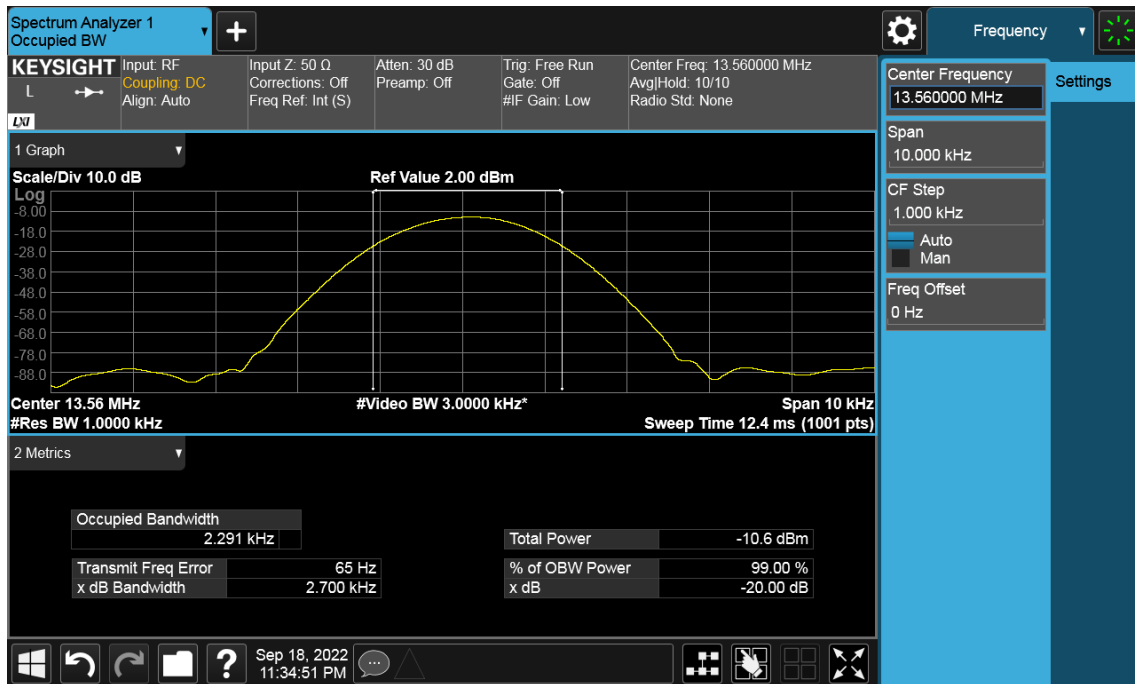 Spectrum Analyzer 1
Occupied BW
Frequency
KEYSIGHT
L
LXI
Input: RF
Coupling: DC
Align: Auto
Input Z: 50 Ω
Corrections: Off
Freq Ref: Int (S)
Atten: 30 dB
Preamp: Off
Trig: Free Run
Gate: Off
#IF Gain: Low
Center Freq: 13.560000 MHz
Avg|Hold: 10/10
Radio Std: None
Center Frequency
13.560000 MHz
Settings
Span
10.000 kHz
CF Step
1.000 kHz
Auto
Man
Freq Offset
0 Hz
1 Graph
Scale/Div 10.0 dB
Ref Value 2.00 dBm
Log
-8.00
-18.0
-28.0
-38.0
-48.0
-58.0
-68.0
-78.0
-88.0
Center 13.56 MHz
#Video BW 3.0000 kHz*
Span 10 kHz
#Res BW 1.0000 kHz
Sweep Time 12.4 ms (1001 pts)
2 Metrics
Occupied Bandwidth
2.291 kHz
Total Power -10.6 dBm
Transmit Freq Error 65 Hz
% of OBW Power 99.00 %
x dB Bandwidth 2.700 kHz
x dB -20.00 dB
?
Sep 18, 2022
11:34:51 PM